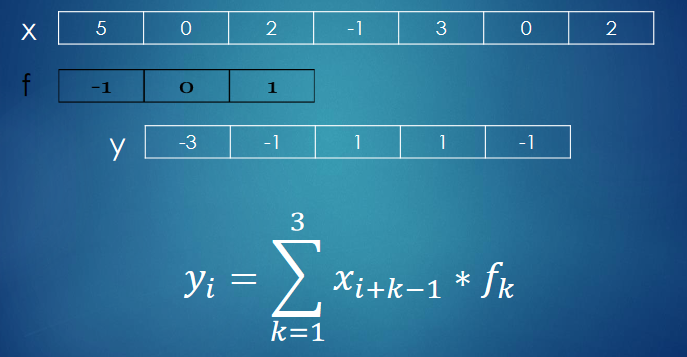 x 5 0 2 -1 3 0 2
f -1 0 1
y -3 -1 1 1 -1
3
y_i = ∑ x_{i+k-1} * f_k
k=1